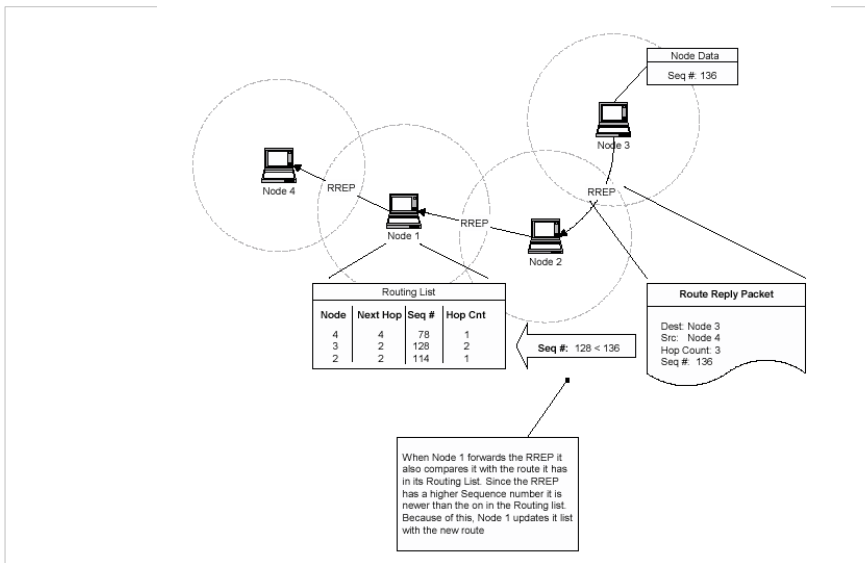 Node Data
Seq #: 136
Node 3
Node 4
RREP
RREP
Node 1
RREP
Node 2
Routing List
Node Next Hop Seq # Hop Cnt
4 4 78 1
3 2 128 2
2 2 114 1
Seq #: 128 < 136
Route Reply Packet
Dest: Node 3
Src: Node 4
Hop Count: 3
Seq #: 136
When Node 1 forwards the RREP it
also compares it with the route it has
in its Routing List. Since the RREP
has a higher Sequence number it is
newer than the on in the Routing list.
Because of this, Node 1 updates it list
with the new route